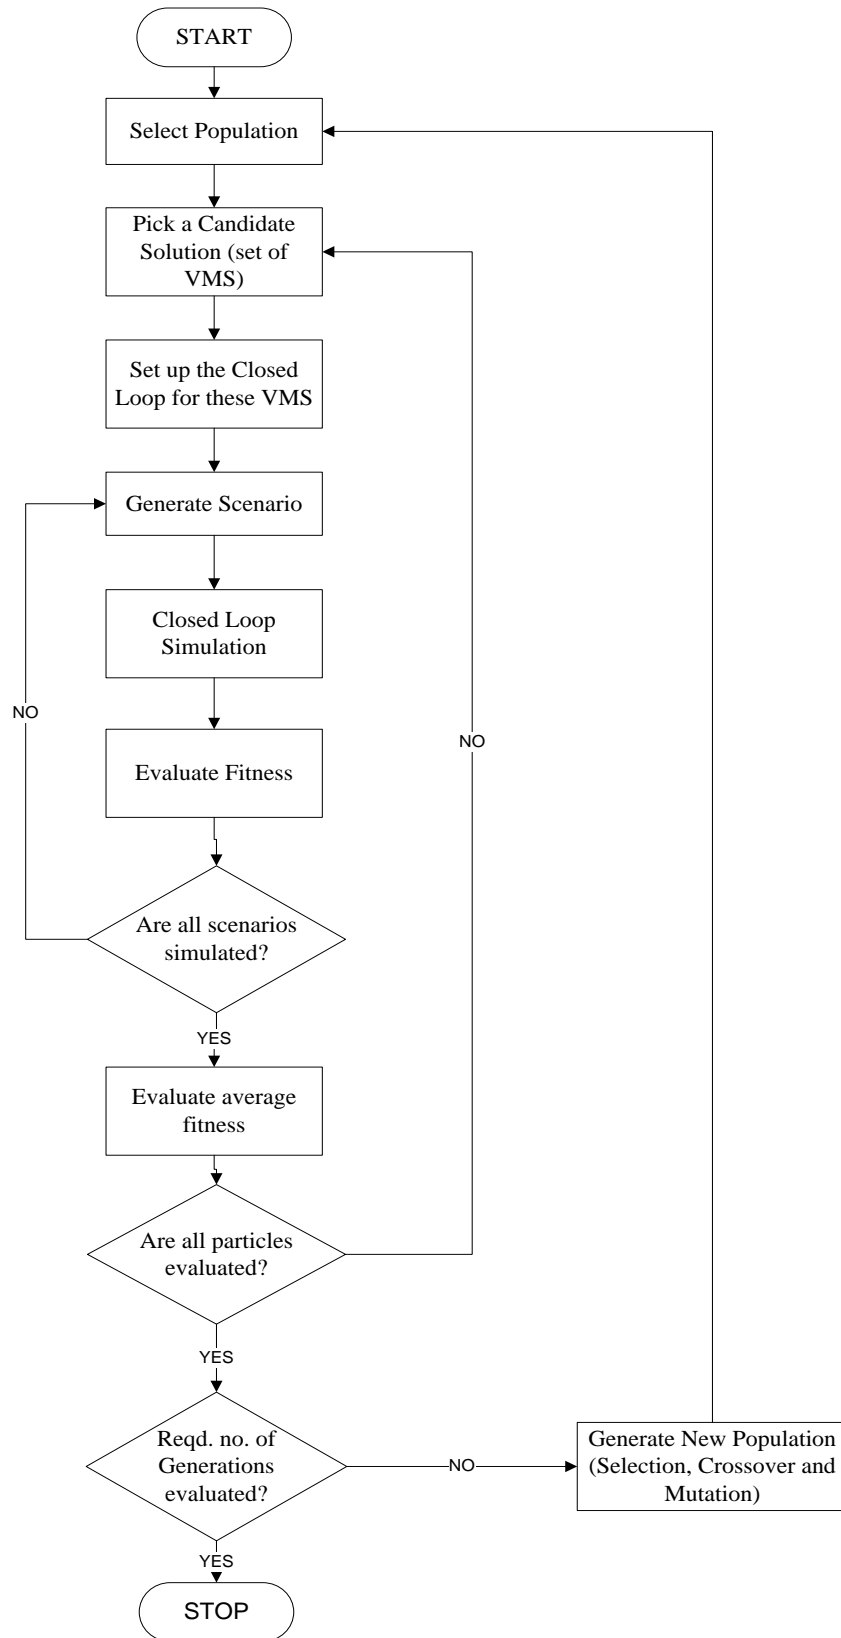 START
Select Population
Pick a Candidate
Solution (set of
VMS)
Set up the Closed
Loop for these VMS
Generate Scenario
Closed Loop
Simulation
NO
NO
Evaluate Fitness
Are all scenarios
simulated?
YES
Evaluate average
fitness
Are all particles
evaluated?
YES
Reqd. no. of
Generations
evaluated?
NO
Generate New Population
(Selection, Crossover and
Mutation)
YES
STOP